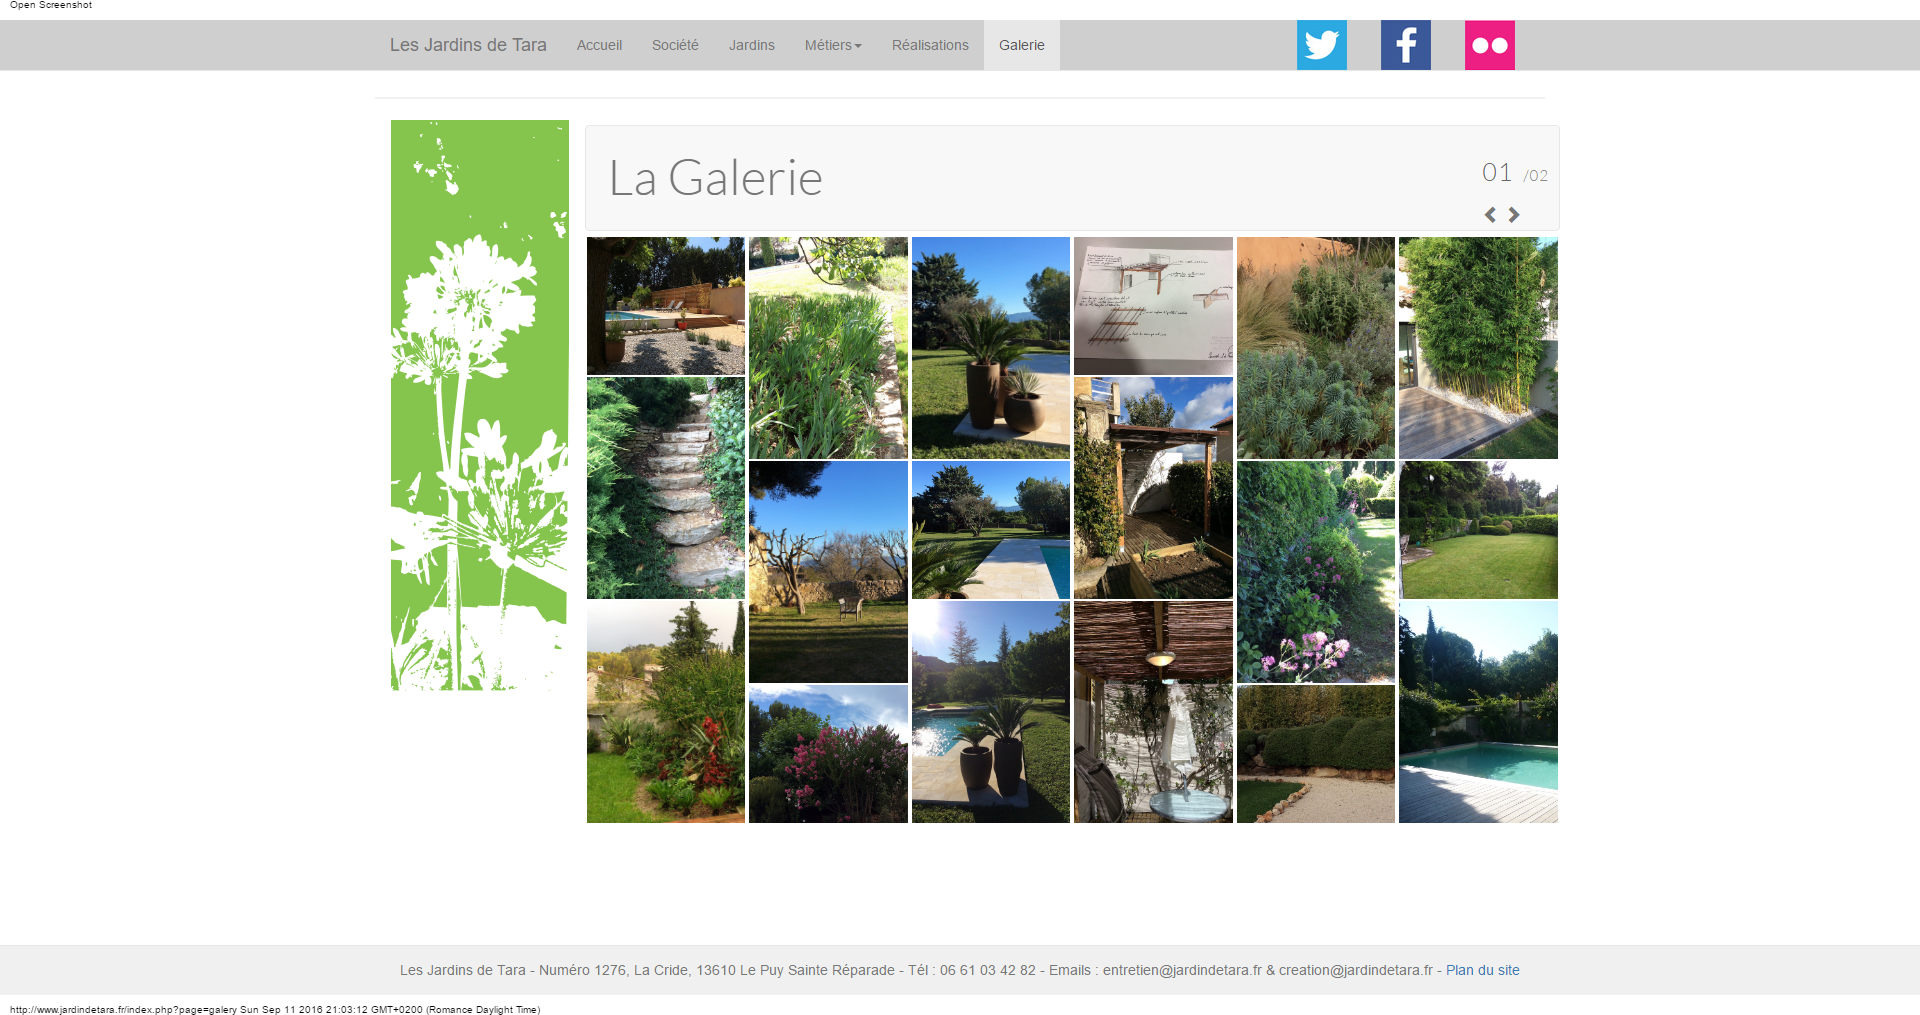 Open Screenshot
Les Jardins de Tara Accueil Société Jardins Métiers Réalisations Galerie
La Galerie
01 /02
Les Jardins de Tara - Numéro 1276, La Cride, 13610 Le Puy Sainte Réparade - Tél : 06 61 03 42 82 - Emails : entretien@jardindetara.fr & creation@jardindetara.fr - Plan du site
http://www.jardindetara.fr/index.php?page=galery Sun Sep 11 2016 21:03:12 GMT+0200 (Romance Daylight Time)